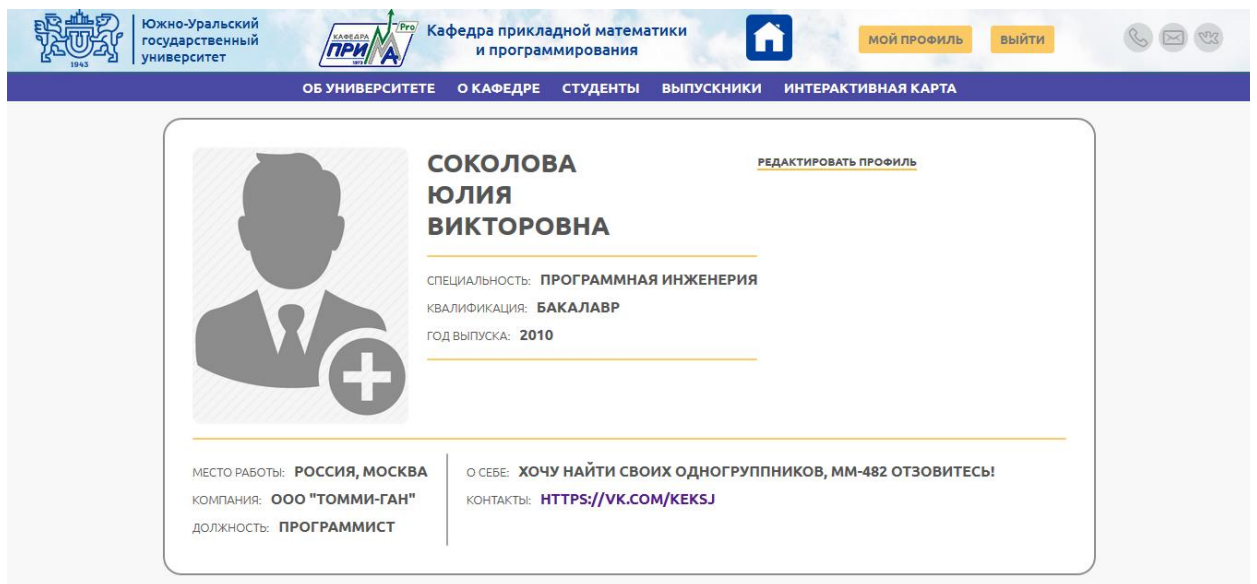 Южно-Уральский
государственный
университет
1943
КАФЕДРА
ПРИМА
Pro
1973
Кафедра прикладной математики
и программирования
МОЙ ПРОФИЛЬ
ВЫЙТИ
ОБ УНИВЕРСИТЕТЕ О КАФЕДРЕ СТУДЕНТЫ ВЫПУСКНИКИ ИНТЕРАКТИВНАЯ КАРТА
СОКОЛОВА
ЮЛИЯ
ВИКТОРОВНА
РЕДАКТИРОВАТЬ ПРОФИЛЬ
СПЕЦИАЛЬНОСТЬ: ПРОГРАММНАЯ ИНЖЕНЕРИЯ
КВАЛИФИКАЦИЯ: БАКАЛАВР
ГОД ВЫПУСКА: 2010
МЕСТО РАБОТЫ: РОССИЯ, МОСКВА
КОМПАНИЯ: ООО "ТОММИ-ГАН"
ДОЛЖНОСТЬ: ПРОГРАММИСТ
О СЕБЕ: ХОЧУ НАЙТИ СВОИХ ОДНОГРУППНИКОВ, ММ-482 ОТЗОВИТЕСЬ!
КОНТАКТЫ: HTTPS://VK.COM/KEKSJ